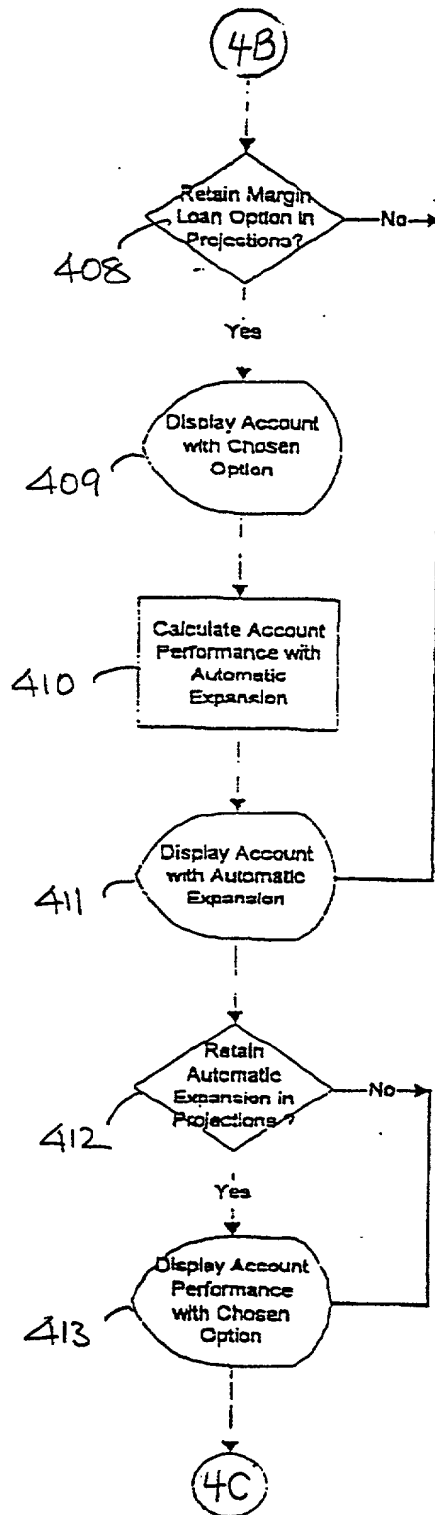 4B
Retain Margin
Loan Option in
Projections?
No
408
Yes
Display Account
with Chosen
Option
409
Calculate Account
Performance with
Automatic
Expansion
410
Display Account
with Automatic
Expansion
411
Retain
Automatic
Expansion in
Projections ?
No
412
Yes
Display Account
Performance
with Chosen
Option
413
4C